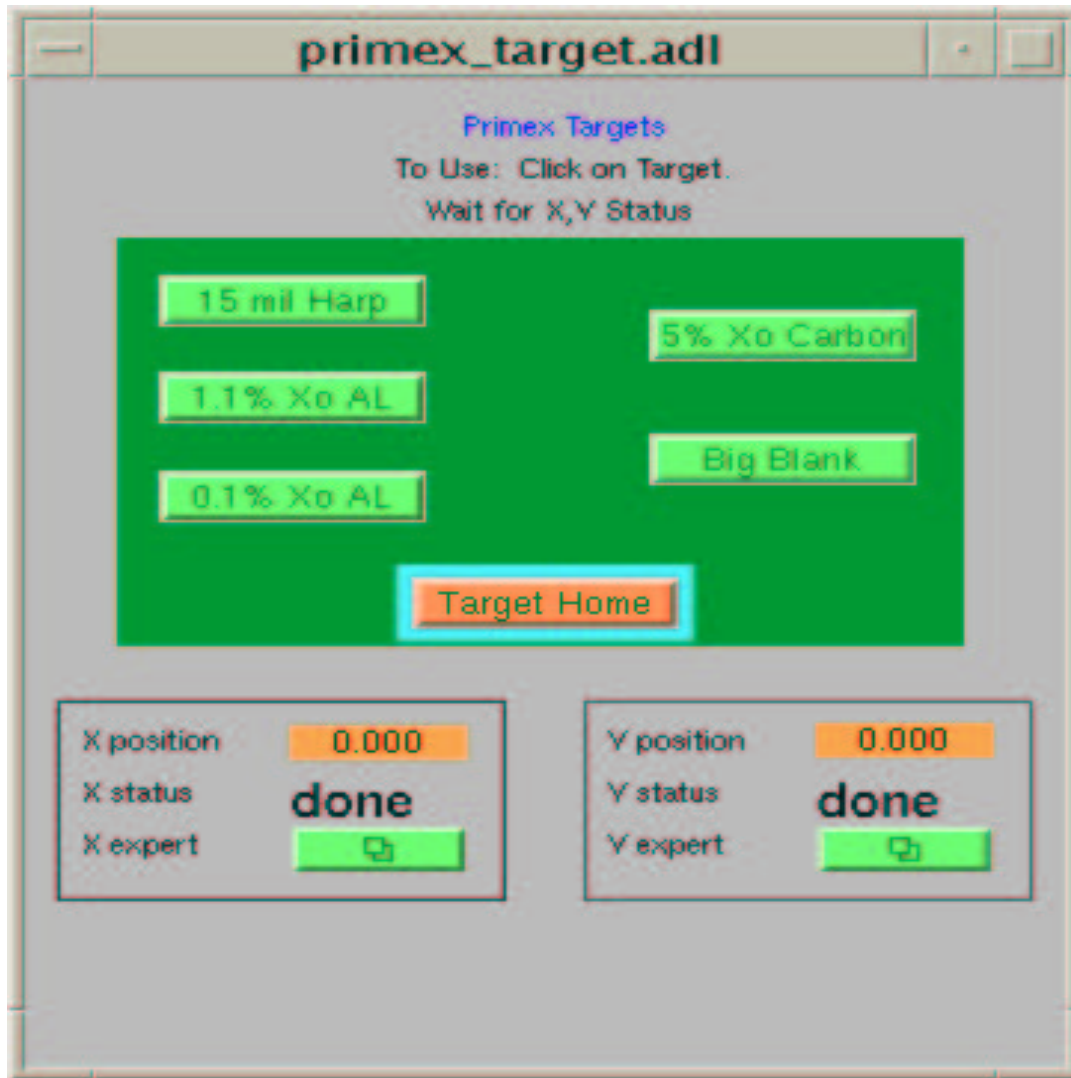 primex_target.adl
Primex Targets
To Use: Click on Target.
Wait for X,Y Status
15 mil Harp
5% Xo Carbon
1.1% Xo AL
Big Blank
0.1% Xo AL
Target Home
X position 0.000
X status done
X expert
Y position 0.000
Y status done
Y expert